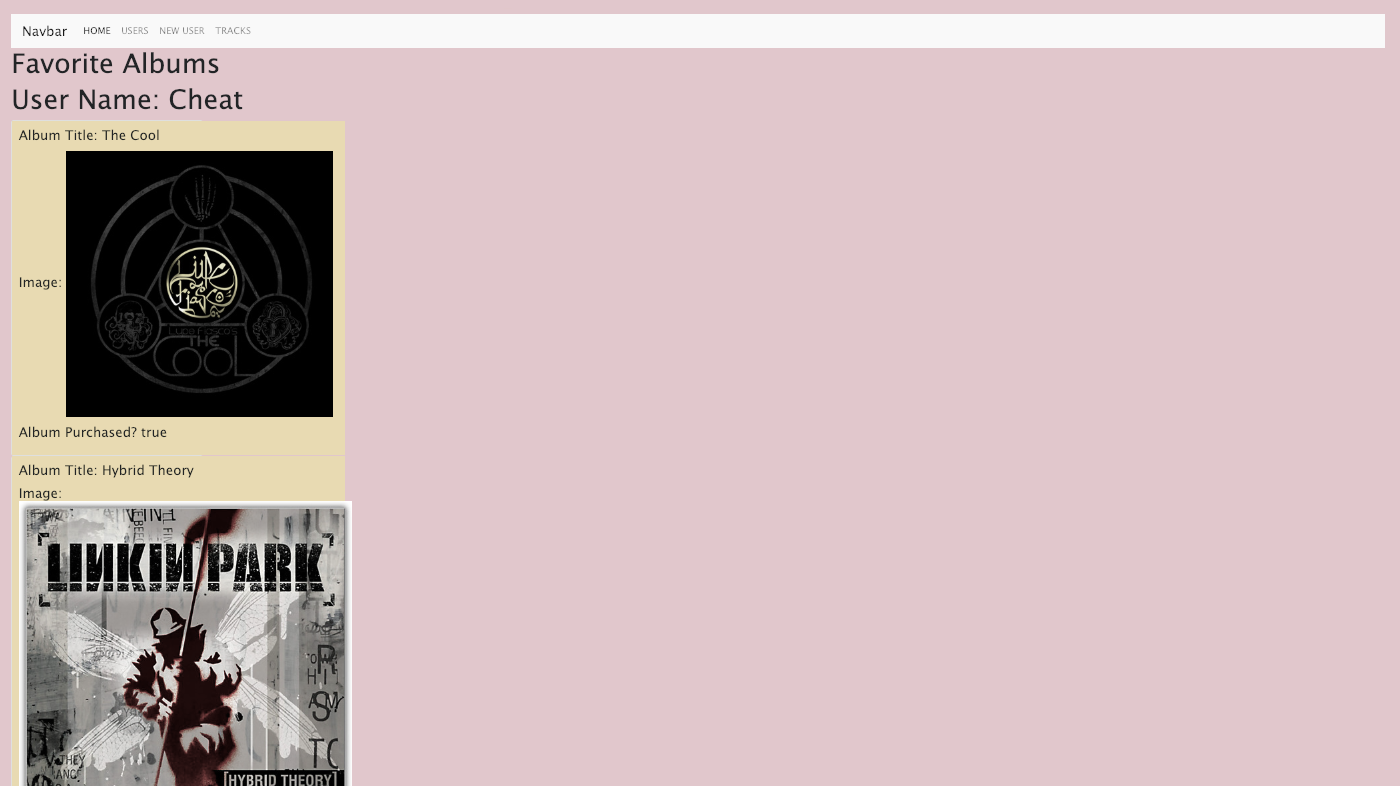 Navbar HOME USERS NEW USER TRACKS
Favorite Albums
User Name: Cheat
Album Title: The Cool
Image:
Lupe Fiasco's
THE
COOL
Album Purchased? true
Album Title: Hybrid Theory
Image:
LINKIN PARK
[HYBRID THEORY]